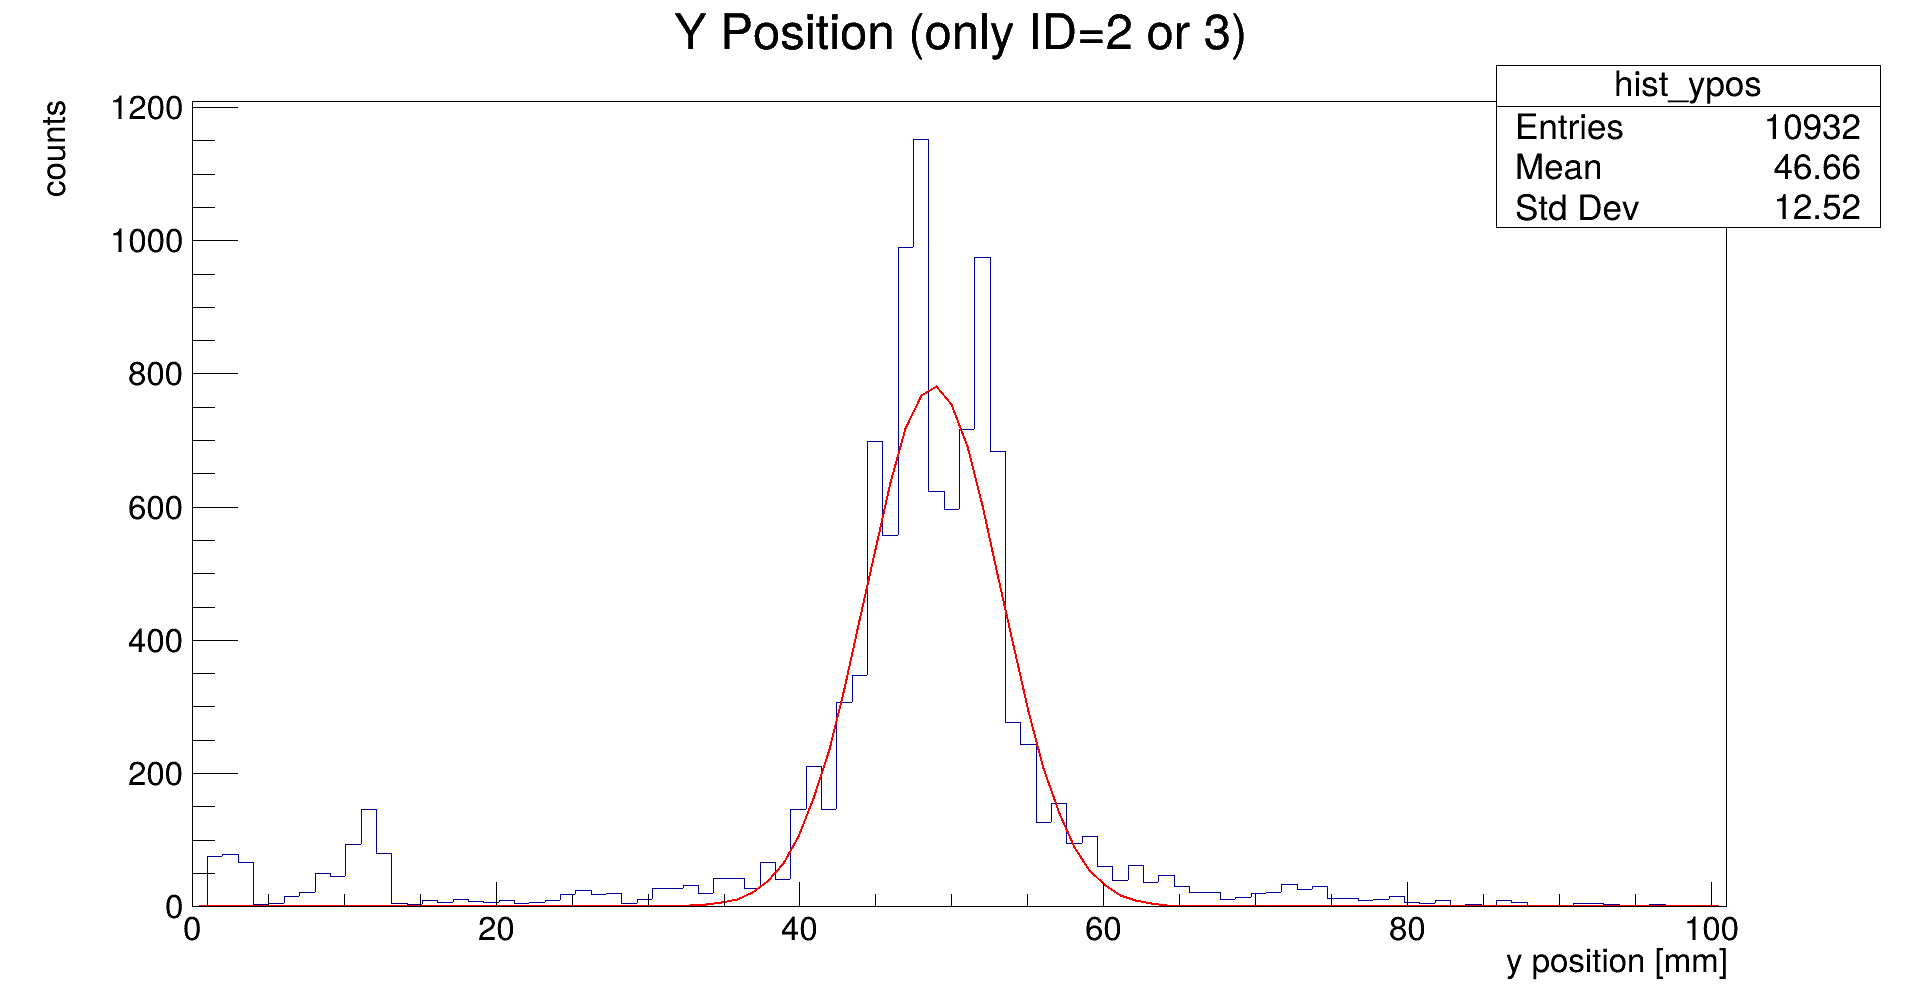 Y Position (only ID=2 or 3)
hist_ypos
Entries 10932
Mean 46.66
Std Dev 12.52
counts
1200
1000
800
600
400
200
0
0 20 40 60 80 100
y position [mm]